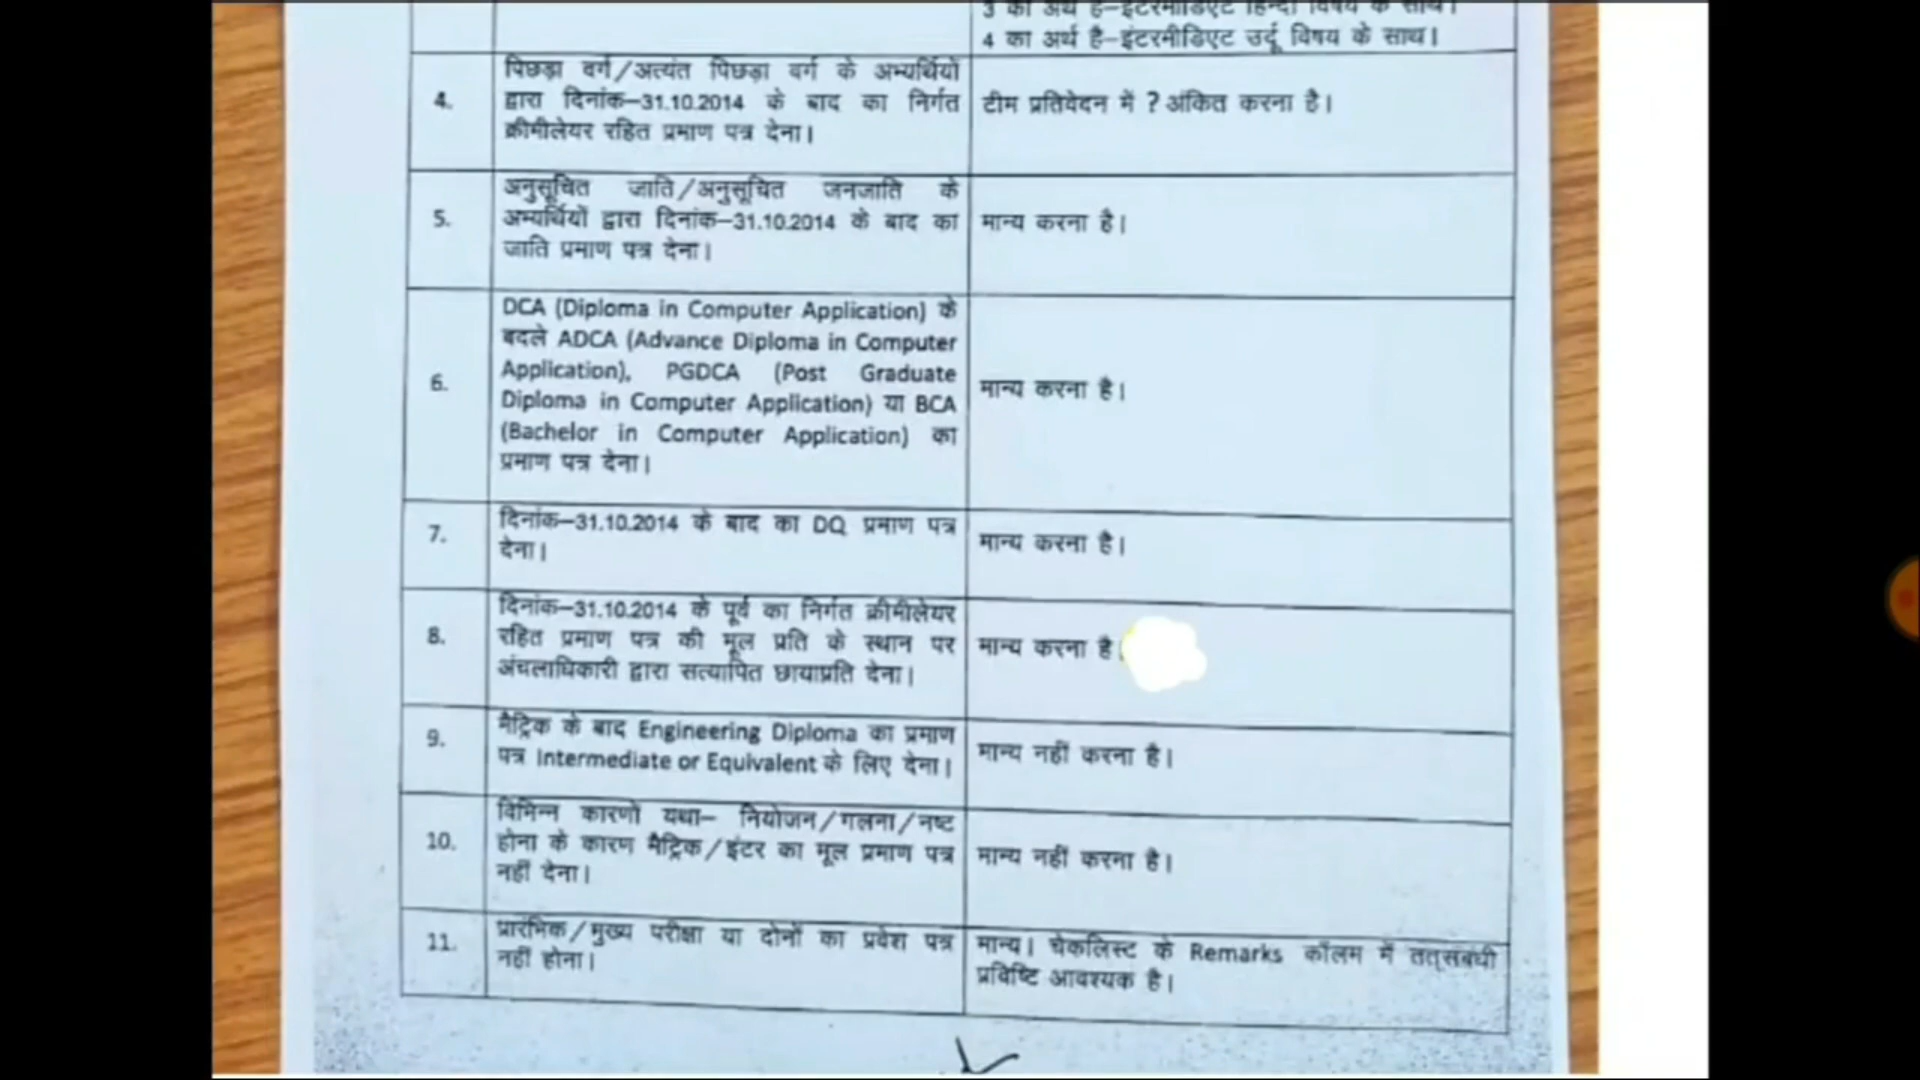 3 का अर्थ है–इंटरमीडिएट हिन्दी विषय के साथ।
4 का अर्थ है–इंटरमीडिएट उर्दू विषय के साथ।
4.
पिछड़ा वर्ग/अत्यंत पिछड़ा वर्ग के अभ्यर्थियों
द्वारा दिनांक–31.10.2014 के बाद का निर्गत
क्रीमीलेयर रहित प्रमाण पत्र देना।
टीम प्रतिवेदन में ? अंकित करना है।
5.
अनुसूचित जाति/अनुसूचित जनजाति के
अभ्यर्थियों द्वारा दिनांक–31.10.2014 के बाद का
जाति प्रमाण पत्र देना।
मान्य करना है।
6.
DCA (Diploma in Computer Application) के
बदले ADCA (Advance Diploma in Computer
Application), PGDCA (Post Graduate
Diploma in Computer Application) या BCA
(Bachelor in Computer Application) का
प्रमाण पत्र देना।
मान्य करना है।
7.
दिनांक–31.10.2014 के बाद का DQ प्रमाण पत्र
देना।
मान्य करना है।
8.
दिनांक–31.10.2014 के पूर्व का निर्गत क्रीमीलेयर
रहित प्रमाण पत्र की मूल प्रति के स्थान पर
अंचलाधिकारी द्वारा सत्यापित छायाप्रति देना।
मान्य करना है
9.
मैट्रिक के बाद Engineering Diploma का प्रमाण
पत्र Intermediate or Equivalent के लिए देना।
मान्य नहीं करना है।
10.
विभिन्न कारणों यथा– नियोजन/गलना/नष्ट
होना के कारण मैट्रिक/इंटर का मूल प्रमाण पत्र
नहीं देना।
मान्य नहीं करना है।
11.
प्रारंभिक/मुख्य परीक्षा या दोनों का प्रवेश पत्र
नहीं होना।
मान्य। चेकलिस्ट के Remarks कॉलम में तत्संबंधी
प्रविष्टि आवश्यक है।